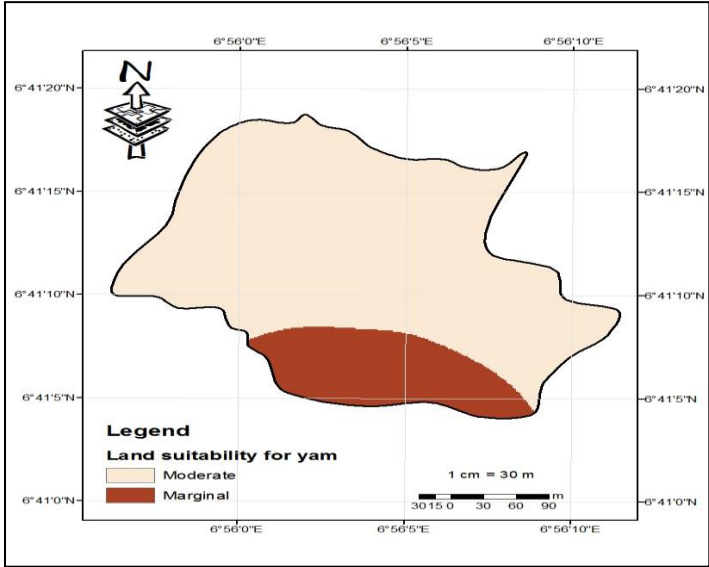 6°56'0"E 6°56'5"E 6°56'10"E
N
6°41'20"N 6°41'20"N
6°41'15"N 6°41'15"N
6°41'10"N 6°41'10"N
6°41'5"N 6°41'5"N
Legend
Land suitability for yam
Moderate
1 cm = 30 m
Marginal
30 15 0 30 60 90 m
6°41'0"N 6°41'0"N
6°56'0"E 6°56'5"E 6°56'10"E